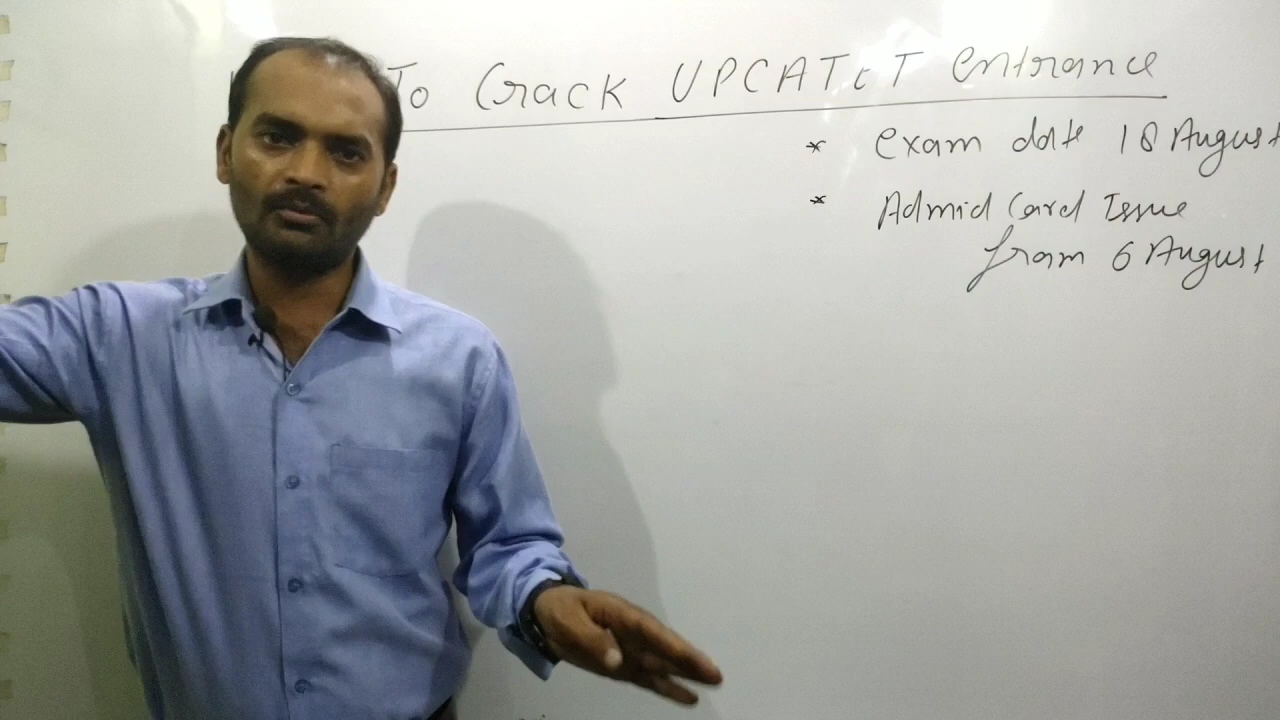 To Crack UPCATET Entrance
* Exam date 18 August
* Admid Card Issue
from 6 August